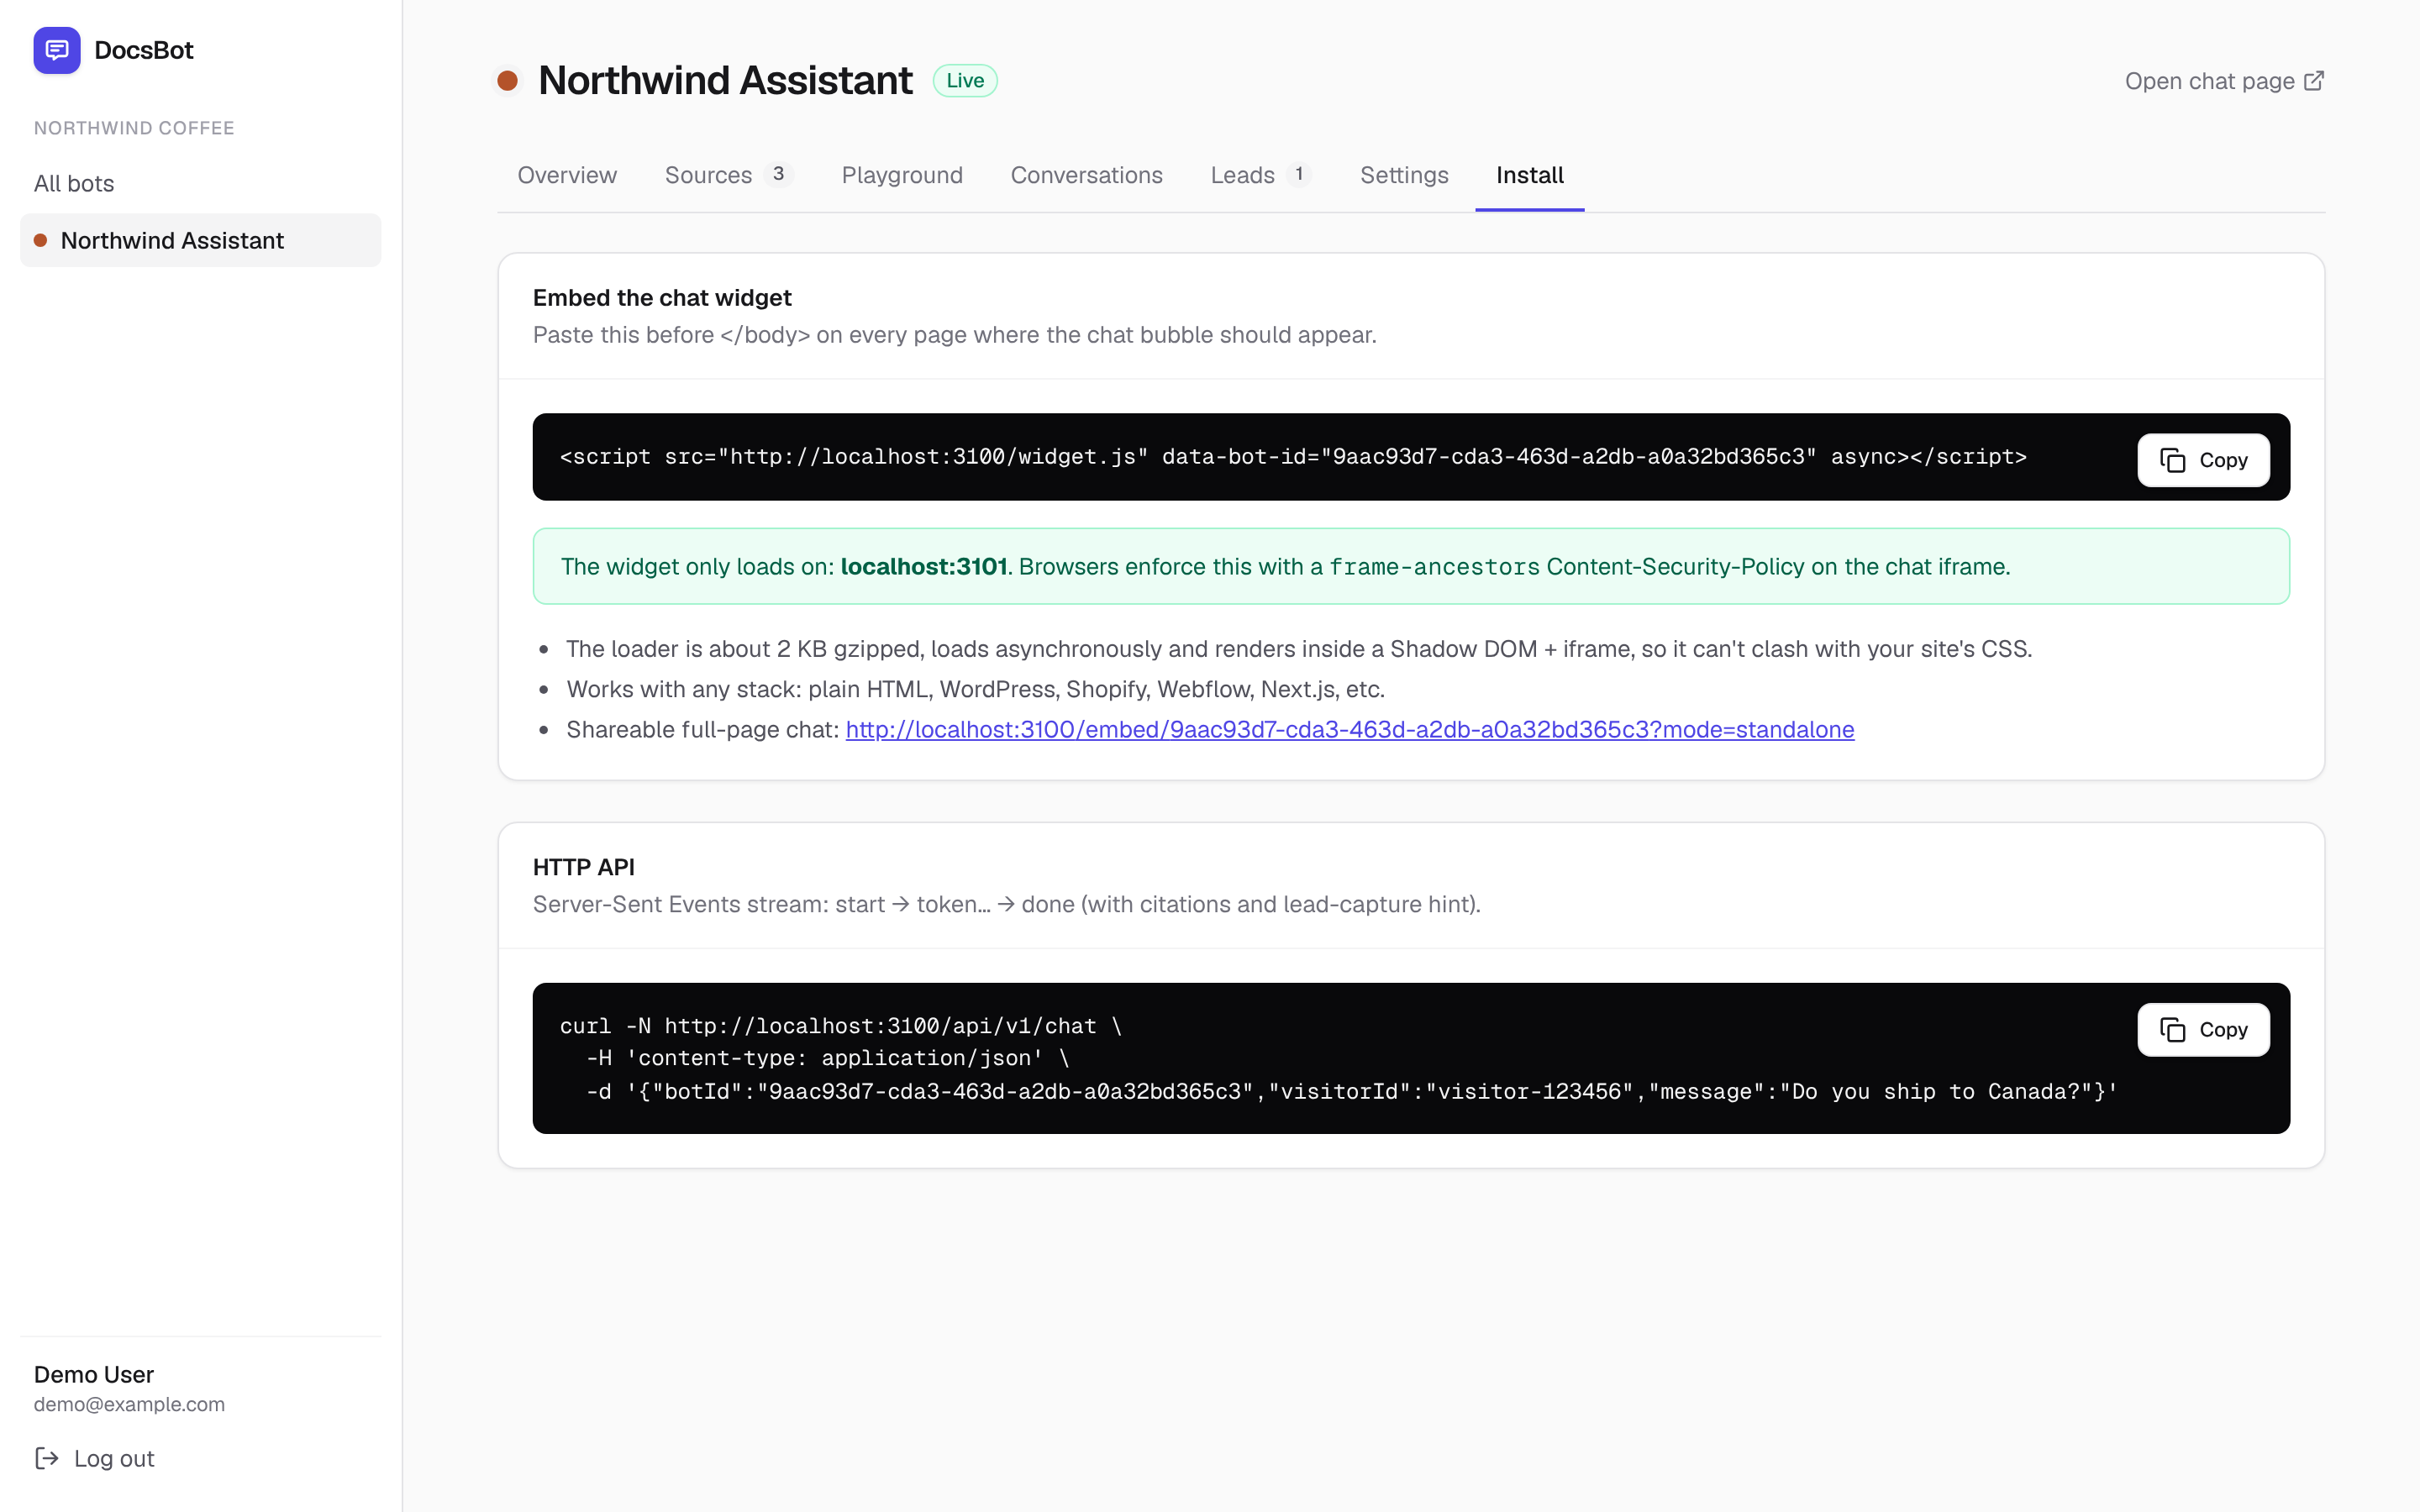 DocsBot
NORTHWIND COFFEE
All bots
Northwind Assistant
Demo User
demo@example.com
Log out
Northwind Assistant
Live
Open chat page
Overview
Sources 3
Playground
Conversations
Leads 1
Settings
Install
Embed the chat widget
Paste this before </body> on every page where the chat bubble should appear.
<script src="http://localhost:3100/widget.js" data-bot-id="9aac93d7-cda3-463d-a2db-a0a32bd365c3" async></script>
Copy
The widget only loads on: localhost:3101. Browsers enforce this with a frame-ancestors Content-Security-Policy on the chat iframe.
• The loader is about 2 KB gzipped, loads asynchronously and renders inside a Shadow DOM + iframe, so it can't clash with your site's CSS.
• Works with any stack: plain HTML, WordPress, Shopify, Webflow, Next.js, etc.
• Shareable full-page chat: http://localhost:3100/embed/9aac93d7-cda3-463d-a2db-a0a32bd365c3?mode=standalone
HTTP API
Server-Sent Events stream: start → token… → done (with citations and lead-capture hint).
curl -N http://localhost:3100/api/v1/chat \
  -H 'content-type: application/json' \
  -d '{"botId":"9aac93d7-cda3-463d-a2db-a0a32bd365c3","visitorId":"visitor-123456","message":"Do you ship to Canada?"}'
Copy